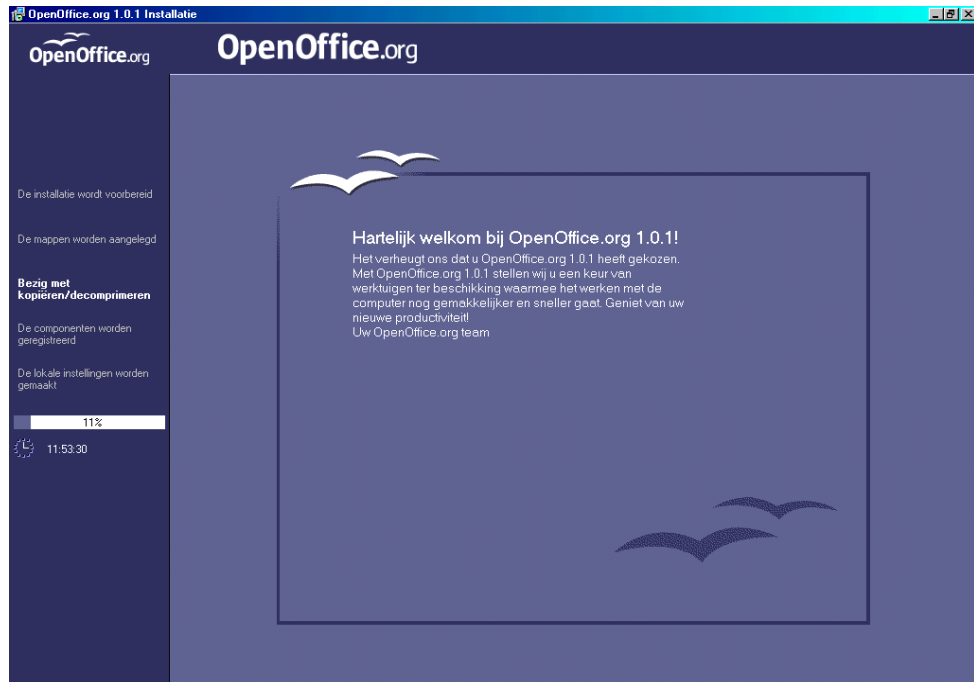 OpenOffice.org 1.0.1 Installatie
OpenOffice.org
OpenOffice.org
De installatie wordt voorbereid
De mappen worden aangelegd
Bezig met
kopiëren/decomprimeren
De componenten worden
geregistreerd
De lokale instellingen worden
gemaakt
11%
11:53:30
Hartelijk welkom bij OpenOffice.org 1.0.1!
Het verheugt ons dat u OpenOffice.org 1.0.1 heeft gekozen.
Met OpenOffice.org 1.0.1 stellen wij u een keur van
werktuigen ter beschikking waarmee het werken met de
computer nog gemakkelijker en sneller gaat. Geniet van uw
nieuwe productiviteit!
Uw OpenOffice.org team